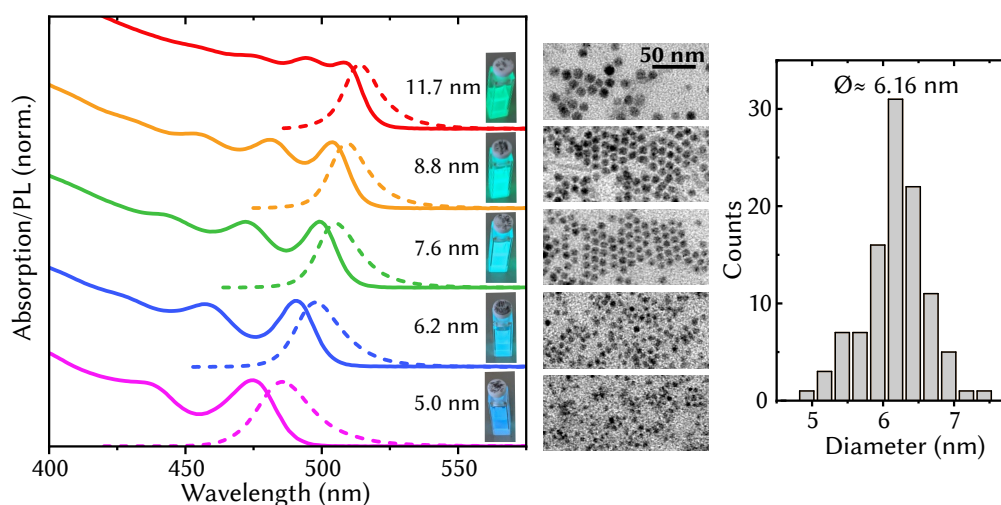 Absorption/PL (norm.)
11.7 nm
8.8 nm
7.6 nm
6.2 nm
5.0 nm
400
450
500
550
Wavelength (nm)
50 nm
Ø≈ 6.16 nm
Counts
30
20
10
0
5
6
7
Diameter (nm)